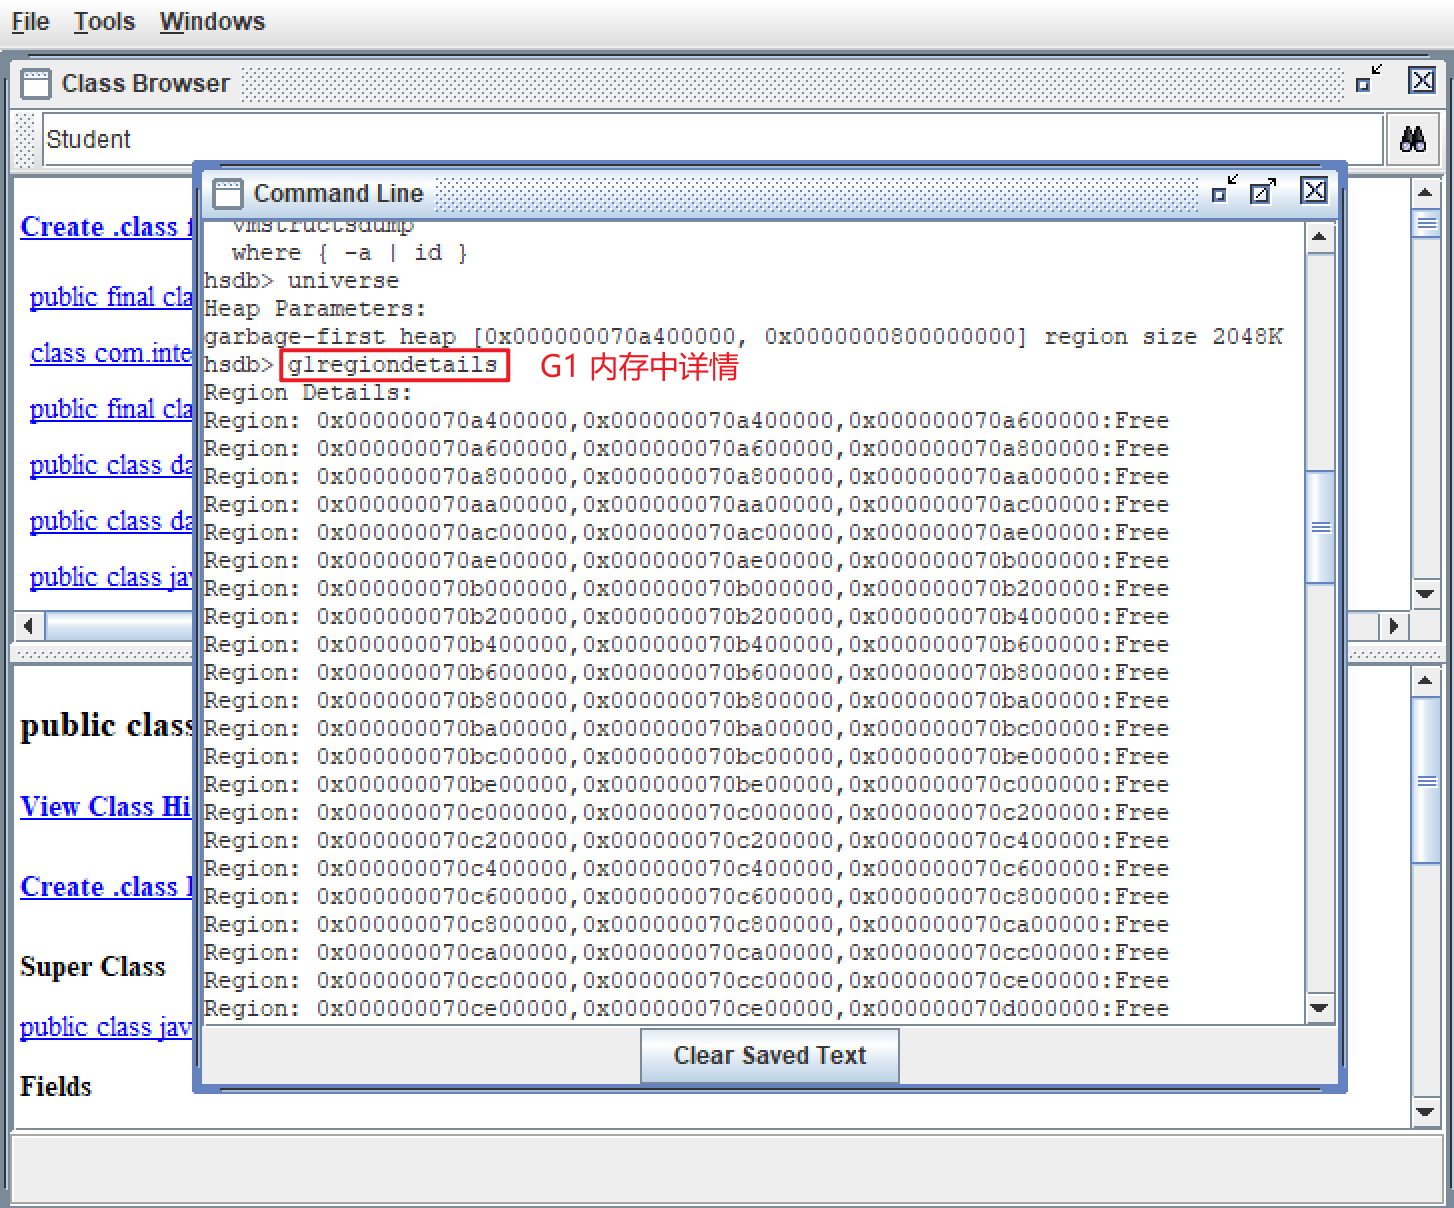 File Tools Windows
Class Browser
Student
Create .class f
public final cla
class com.inte
public final cla
public class da
public class da
public class jav
public class
View Class Hi
Create .class
Super Class
public class jav
Fields
Command Line
vmstructsdump
where { -a | id }
hsdb> universe
Heap Parameters:
garbage-first heap [0x000000070a400000, 0x0000000800000000] region size 2048K
hsdb> g1regiondetails G1 内存中详情
Region Details:
Region: 0x000000070a400000,0x000000070a400000,0x000000070a600000:Free
Region: 0x000000070a600000,0x000000070a600000,0x000000070a800000:Free
Region: 0x000000070a800000,0x000000070a800000,0x000000070aa00000:Free
Region: 0x000000070aa00000,0x000000070aa00000,0x000000070ac00000:Free
Region: 0x000000070ac00000,0x000000070ac00000,0x000000070ae00000:Free
Region: 0x000000070ae00000,0x000000070ae00000,0x000000070b000000:Free
Region: 0x000000070b000000,0x000000070b000000,0x000000070b200000:Free
Region: 0x000000070b200000,0x000000070b200000,0x000000070b400000:Free
Region: 0x000000070b400000,0x000000070b400000,0x000000070b600000:Free
Region: 0x000000070b600000,0x000000070b600000,0x000000070b800000:Free
Region: 0x000000070b800000,0x000000070b800000,0x000000070ba00000:Free
Region: 0x000000070ba00000,0x000000070ba00000,0x000000070bc00000:Free
Region: 0x000000070bc00000,0x000000070bc00000,0x000000070be00000:Free
Region: 0x000000070be00000,0x000000070be00000,0x000000070c000000:Free
Region: 0x000000070c000000,0x000000070c000000,0x000000070c200000:Free
Region: 0x000000070c200000,0x000000070c200000,0x000000070c400000:Free
Region: 0x000000070c400000,0x000000070c400000,0x000000070c600000:Free
Region: 0x000000070c600000,0x000000070c600000,0x000000070c800000:Free
Region: 0x000000070c800000,0x000000070c800000,0x000000070ca00000:Free
Region: 0x000000070ca00000,0x000000070ca00000,0x000000070cc00000:Free
Region: 0x000000070cc00000,0x000000070cc00000,0x000000070ce00000:Free
Region: 0x000000070ce00000,0x000000070ce00000,0x000000070d000000:Free
Clear Saved Text